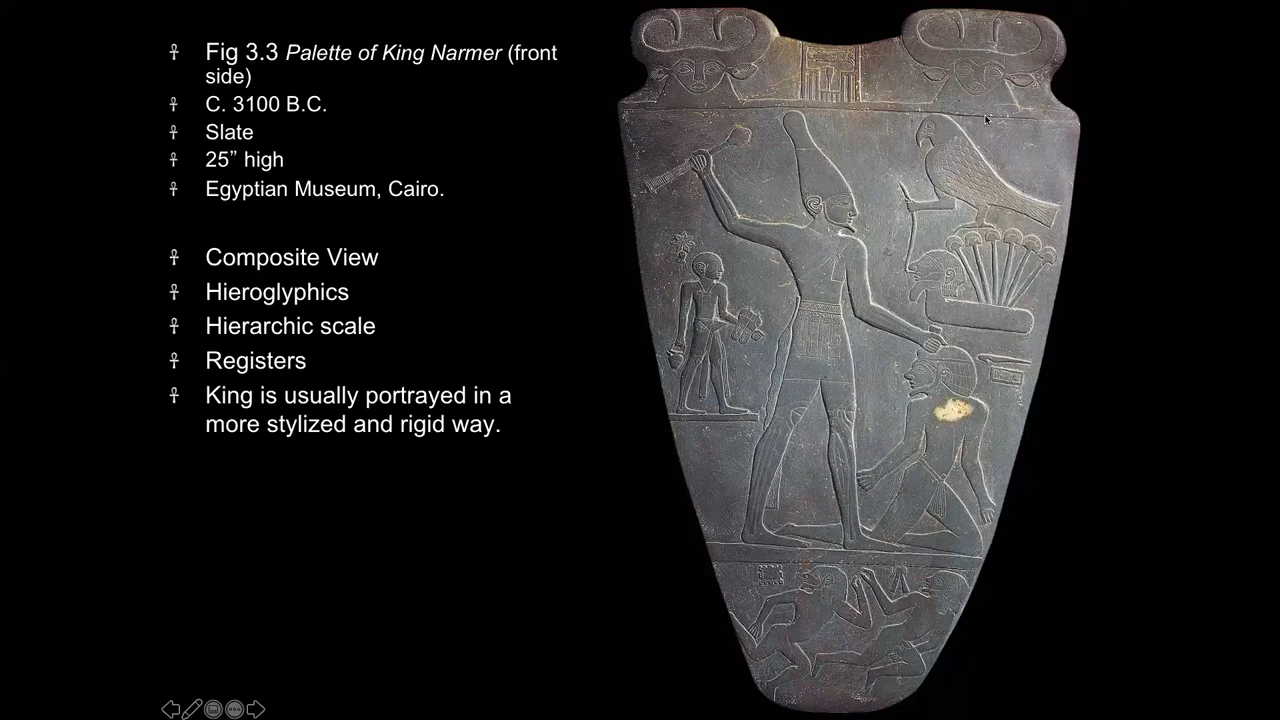 Fig 3.3 Palette of King Narmer (front
side)
C. 3100 B.C.
Slate
25” high
Egyptian Museum, Cairo.
Composite View
Hieroglyphics
Hierarchic scale
Registers
King is usually portrayed in a
more stylized and rigid way.